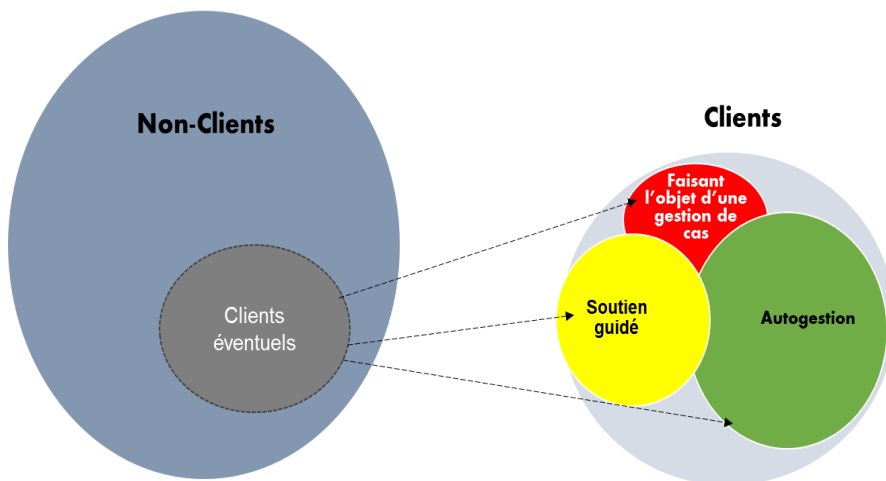 Non-Clients
Clients
éventuels
Clients
Faisant
l’objet d’une
gestion de
cas
Soutien
guidé
Autogestion